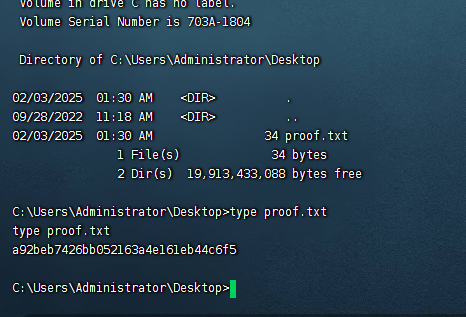 Volume in drive C has no label.
Volume Serial Number is 703A-1804
Directory of C:\Users\Administrator\Desktop
02/03/2025  01:30 AM    <DIR>          .
09/28/2022  11:18 AM    <DIR>          ..
02/03/2025  01:30 AM                34 proof.txt
1 File(s)             34 bytes
2 Dir(s)  19,913,433,088 bytes free
C:\Users\Administrator\Desktop>type proof.txt
type proof.txt
a92beb7426bb052163a4e161eb44c6f5
C:\Users\Administrator\Desktop>